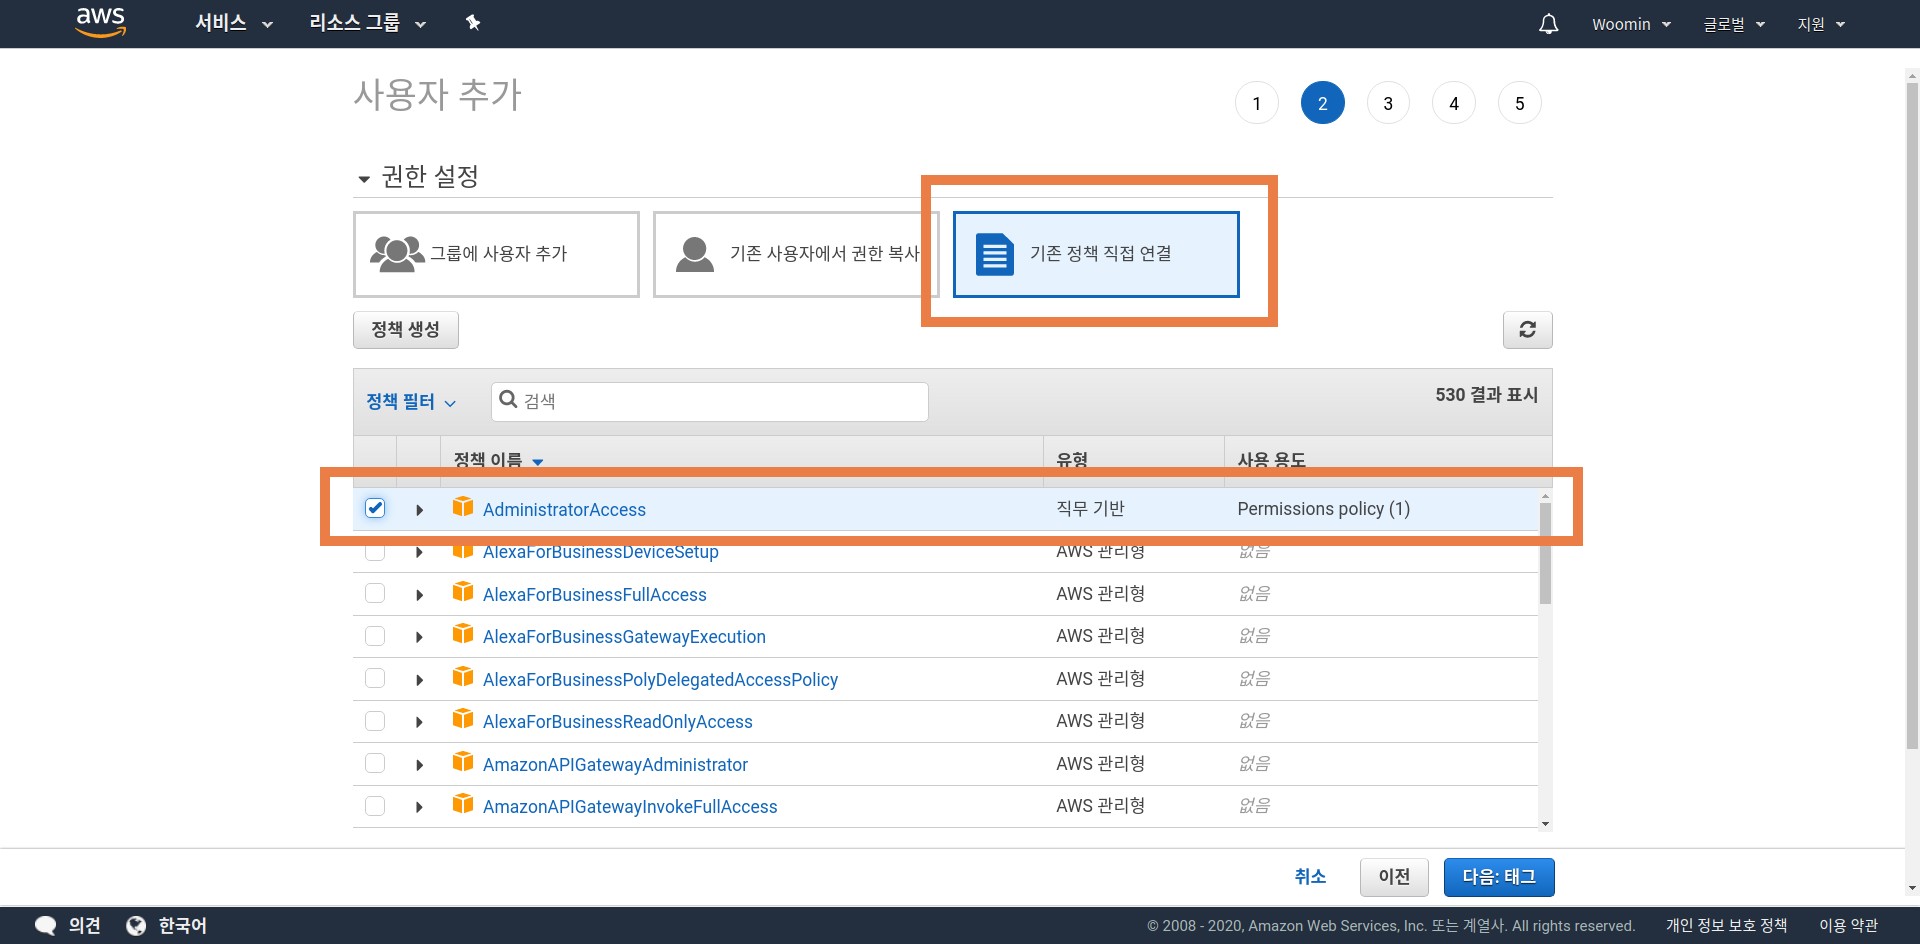 aws 서비스 리소스 그룹 Woomin 글로벌 지원
사용자 추가
1 2 3 4 5
권한 설정
그룹에 사용자 추가
기존 사용자에서 권한 복사
기존 정책 직접 연결
정책 생성
정책 필터 검색 530 결과 표시
정책 이름 유형 사용 용도
AdministratorAccess 직무 기반 Permissions policy (1)
AlexaForBusinessDeviceSetup AWS 관리형 없음
AlexaForBusinessFullAccess AWS 관리형 없음
AlexaForBusinessGatewayExecution AWS 관리형 없음
AlexaForBusinessPolyDelegatedAccessPolicy AWS 관리형 없음
AlexaForBusinessReadOnlyAccess AWS 관리형 없음
AmazonAPIGatewayAdministrator AWS 관리형 없음
AmazonAPIGatewayInvokeFullAccess AWS 관리형 없음
취소 이전 다음: 태그
의견 한국어 © 2008 - 2020, Amazon Web Services, Inc. 또는 계열사. All rights reserved. 개인 정보 보호 정책 이용 약관